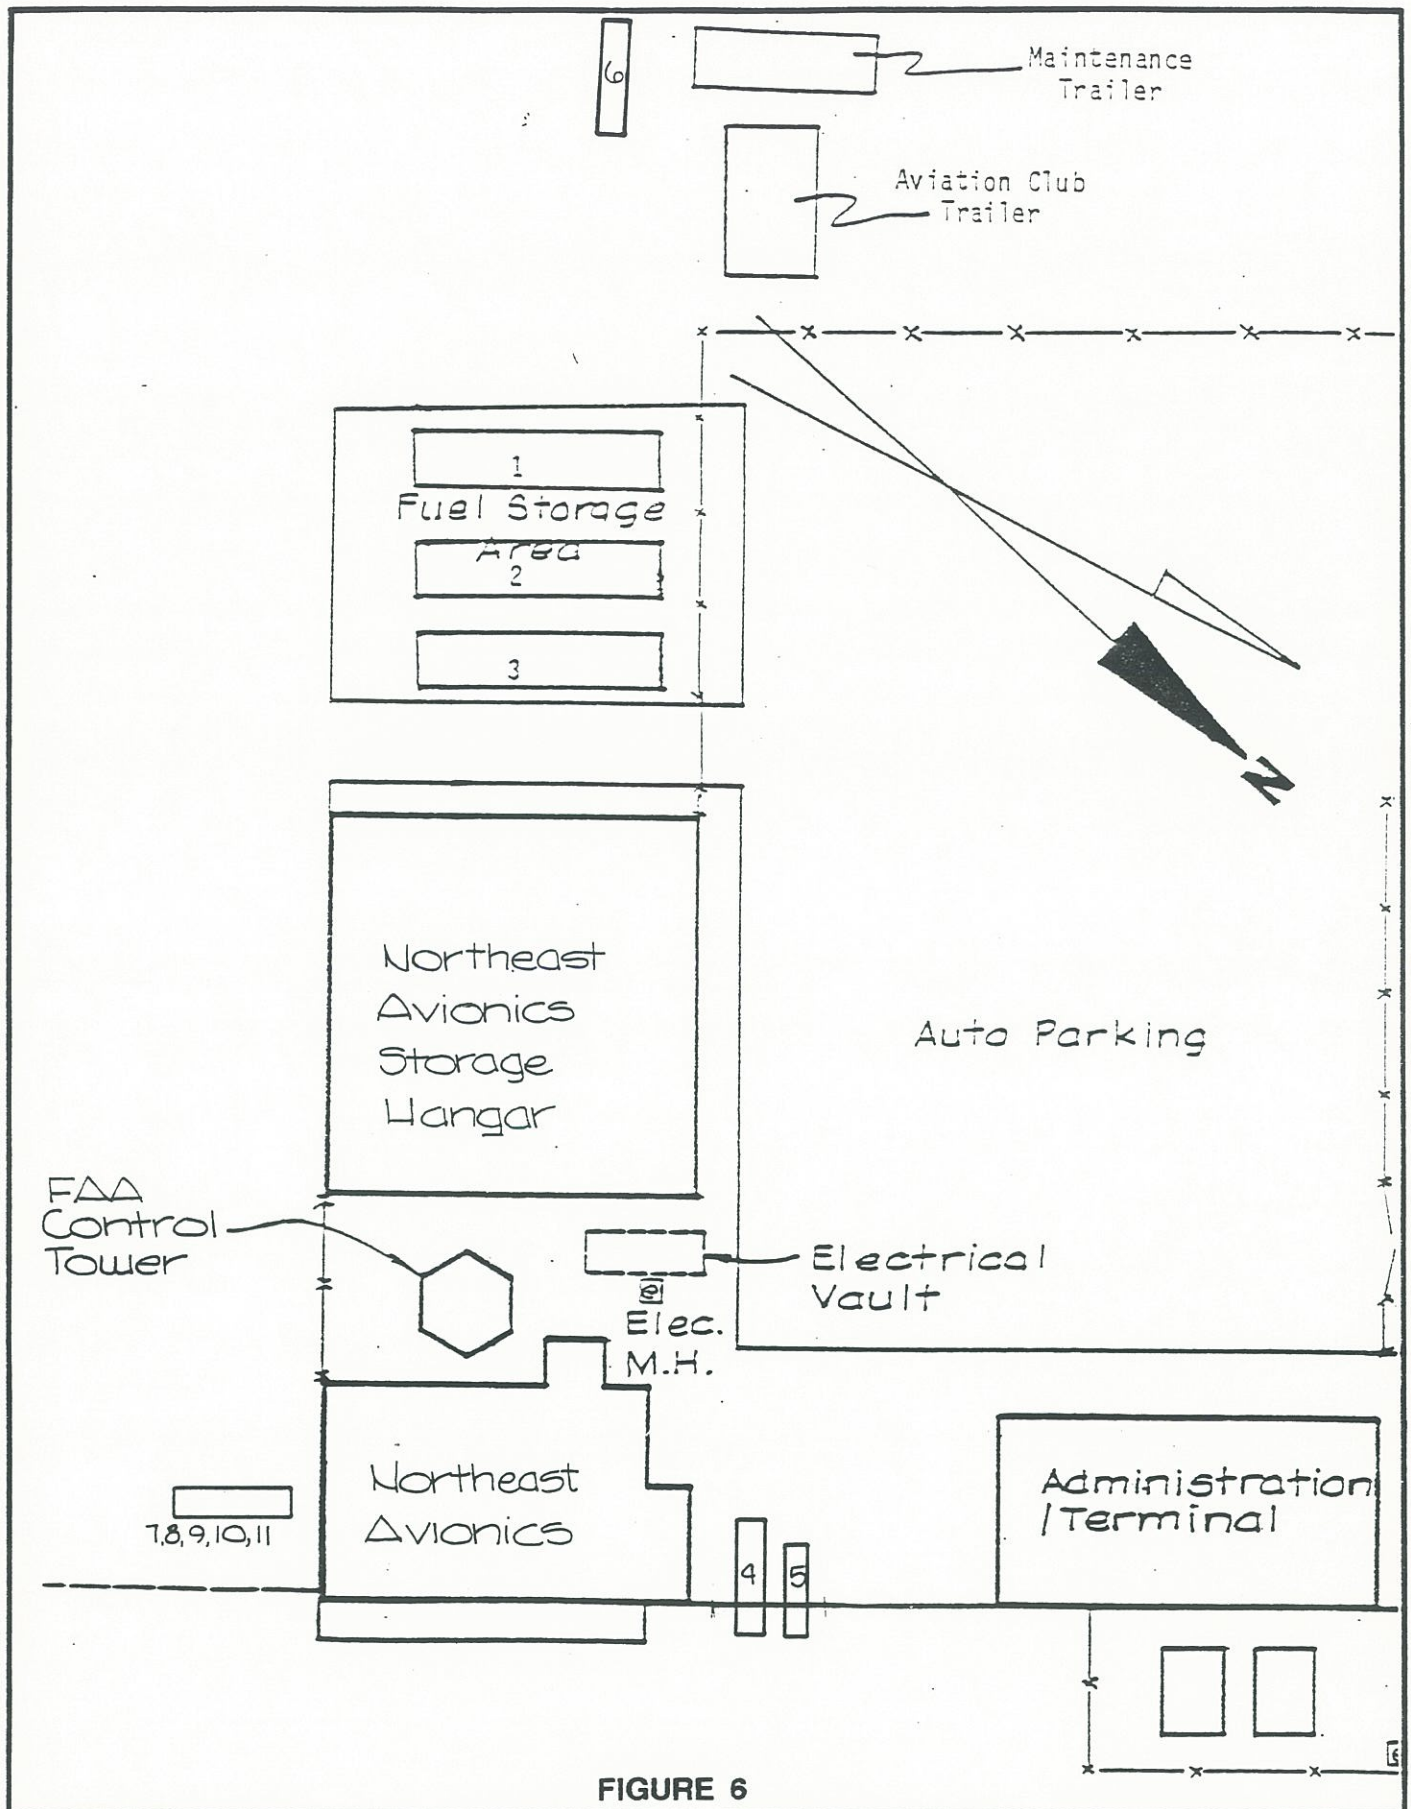 6
Maintenance
Trailer
Aviation Club
Trailer
1
Fuel Storage
Area
2
3
N
Northeast
Avionics
Storage
Hangar
Auto Parking
FAA
Control
Tower
Electrical
Vault
e
Elec.
M.H.
Northeast
Avionics
Administration
/Terminal
7,8,9,10,11
4
5
e
FIGURE 6